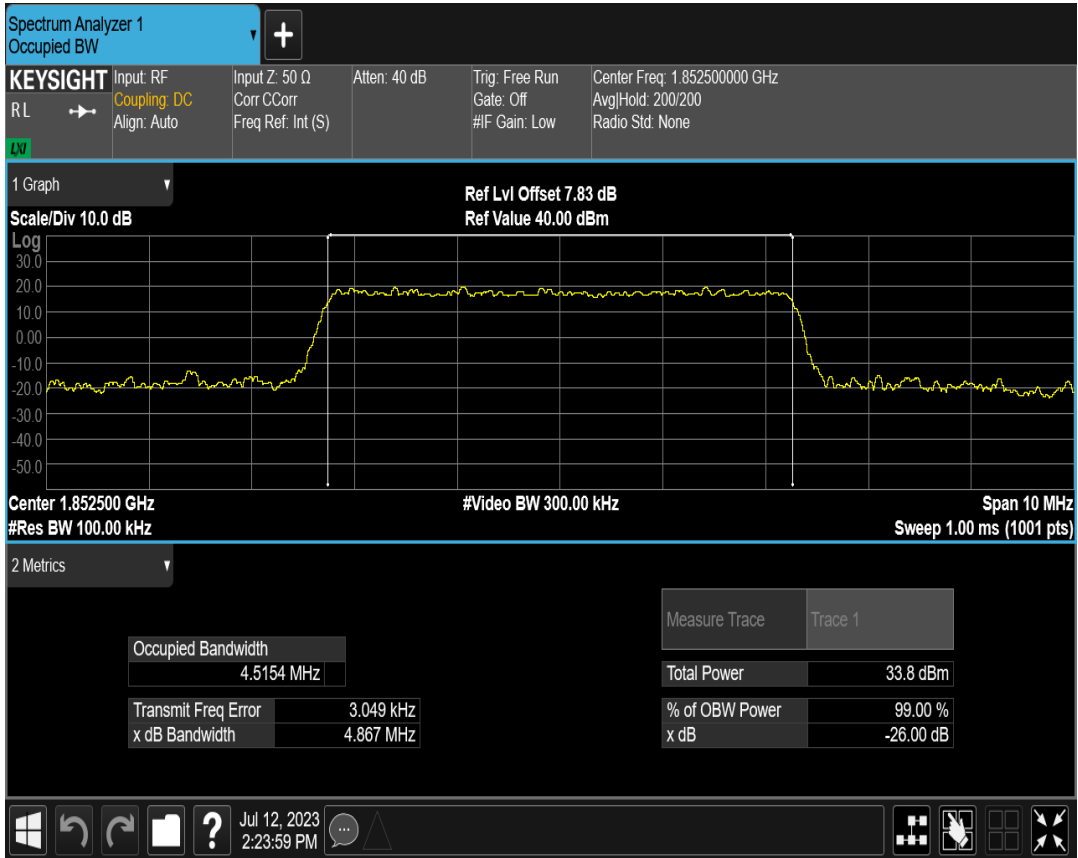 Spectrum Analyzer 1
Occupied BW
+
KEYSIGHT
RL
LXI
Input: RF
Coupling: DC
Align: Auto
Input Z: 50 Ω
Corr CCorr
Freq Ref: Int (S)
Atten: 40 dB
Trig: Free Run
Gate: Off
#IF Gain: Low
Center Freq: 1.852500000 GHz
Avg|Hold: 200/200
Radio Std: None
1 Graph
Scale/Div 10.0 dB
Ref Lvl Offset 7.83 dB
Ref Value 40.00 dBm
Log
30.0
20.0
10.0
0.00
-10.0
-20.0
-30.0
-40.0
-50.0
Center 1.852500 GHz
#Video BW 300.00 kHz
Span 10 MHz
#Res BW 100.00 kHz
Sweep 1.00 ms (1001 pts)
2 Metrics
Measure Trace Trace 1
Occupied Bandwidth
4.5154 MHz
Total Power 33.8 dBm
Transmit Freq Error 3.049 kHz
% of OBW Power 99.00 %
x dB Bandwidth 4.867 MHz
x dB -26.00 dB
?
Jul 12, 2023
2:23:59 PM